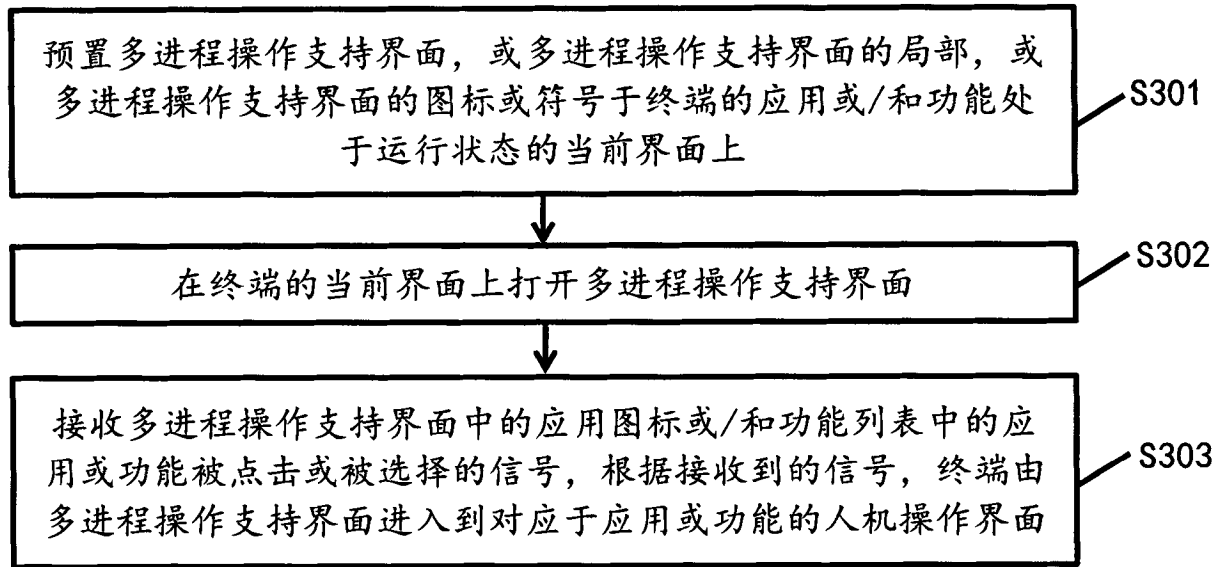 预置多进程操作支持界面，或多进程操作支持界面的局部，或
多进程操作支持界面的图标或符号于终端的应用或/和功能处
于运行状态的当前界面上
S301
在终端的当前界面上打开多进程操作支持界面
S302
接收多进程操作支持界面中的应用图标或/和功能列表中的应
用或功能被点击或被选择的信号，根据接收到的信号，终端由
多进程操作支持界面进入到对应于应用或功能的人机操作界面
S303